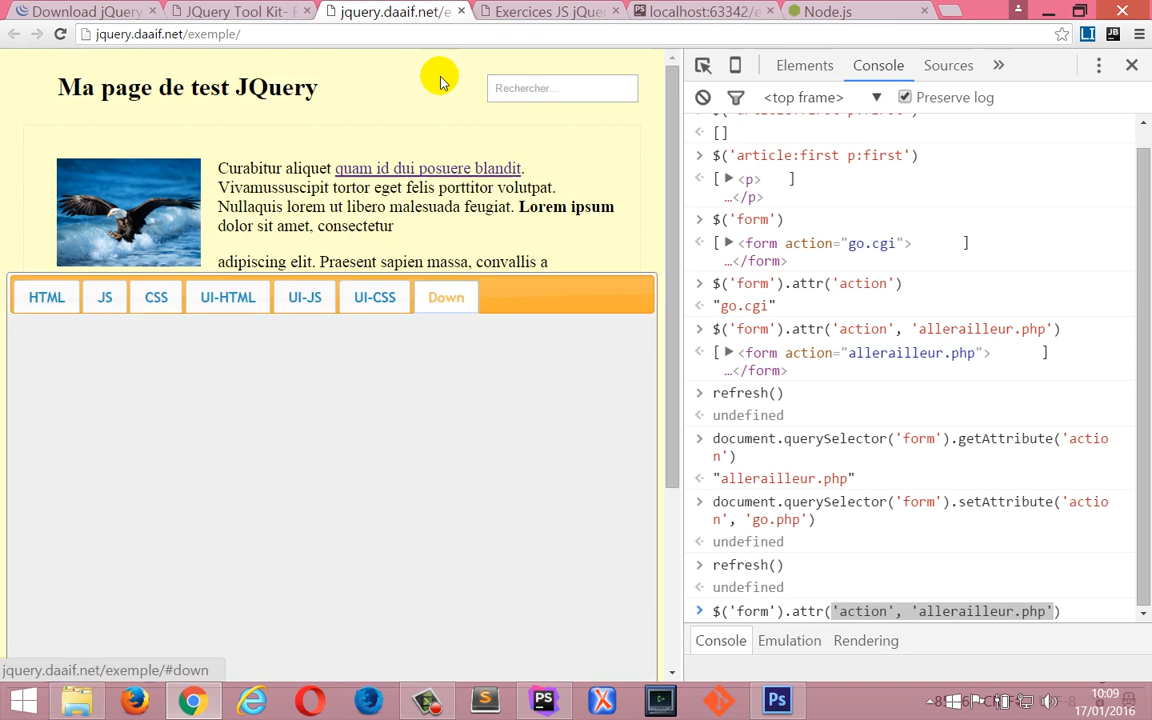 Download jQuery
JQuery Tool Kit- E
jquery.daaif.net/e
Exercices JS jQue
localhost:63342/e
Node.js
jquery.daaif.net/exemple/
Ma page de test JQuery
Rechercher...
Curabitur aliquet quam id dui posuere blandit.
Vivamussuscipit tortor eget felis porttitor volutpat.
Nullaquis lorem ut libero malesuada feugiat. Lorem ipsum
dolor sit amet, consectetur
adipiscing elit. Praesent sapien massa, convallis a
HTML JS CSS UI-HTML UI-JS UI-CSS Down
jquery.daaif.net/exemple/#down
Elements Console Sources »
<top frame> ▼ Preserve log
$('article:first p:first')
[]
> $('article:first p:first')
[ ▶<p> ]
…</p>
> $('form')
[ ▶<form action="go.cgi"> ]
…</form>
> $('form').attr('action')
"go.cgi"
> $('form').attr('action', 'allerailleur.php')
[ ▶<form action="allerailleur.php"> ]
…</form>
> refresh()
undefined
> document.querySelector('form').getAttribute('actio
n')
"allerailleur.php"
> document.querySelector('form').setAttribute('actio
n', 'go.php')
undefined
> refresh()
undefined
> $('form').attr('action', 'allerailleur.php')
Console Emulation Rendering
10:09
17/01/2016